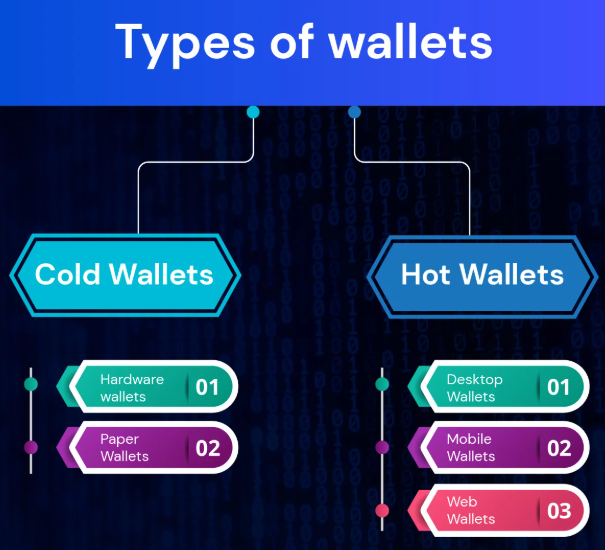 Types of wallets
Cold Wallets
Hardware
wallets
01
Paper
Wallets
02
Hot Wallets
Desktop
Wallets
01
Mobile
Wallets
02
Web
Wallets
03